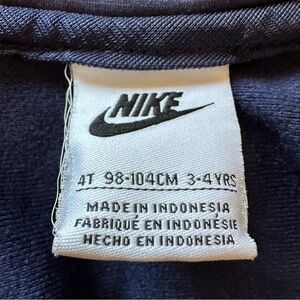 NIKE
4T 98-104CM 3-4YRS
MADE IN INDONESIA
FABRIQUÉ EN INDONÉSIE
HECHO EN INDONESIA